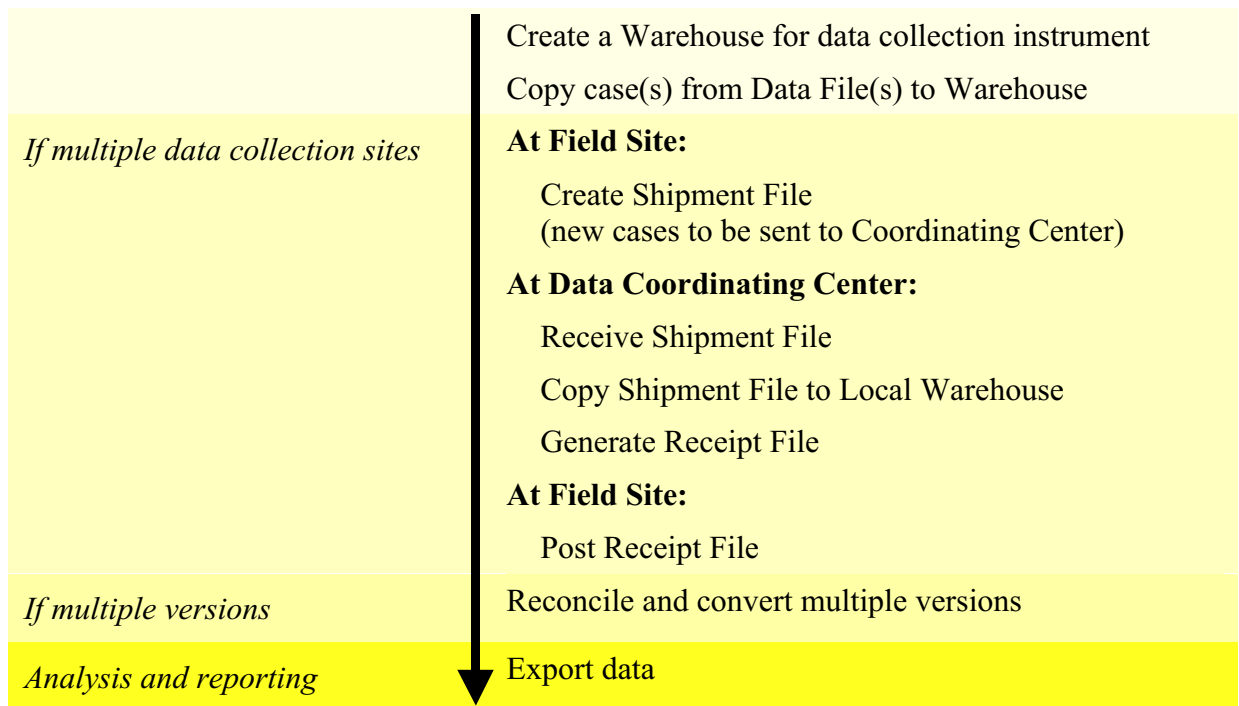 Create a Warehouse for data collection instrument
Copy case(s) from Data File(s) to Warehouse
If multiple data collection sites
At Field Site:
Create Shipment File
(new cases to be sent to Coordinating Center)
At Data Coordinating Center:
Receive Shipment File
Copy Shipment File to Local Warehouse
Generate Receipt File
At Field Site:
Post Receipt File
If multiple versions
Reconcile and convert multiple versions
Analysis and reporting
Export data